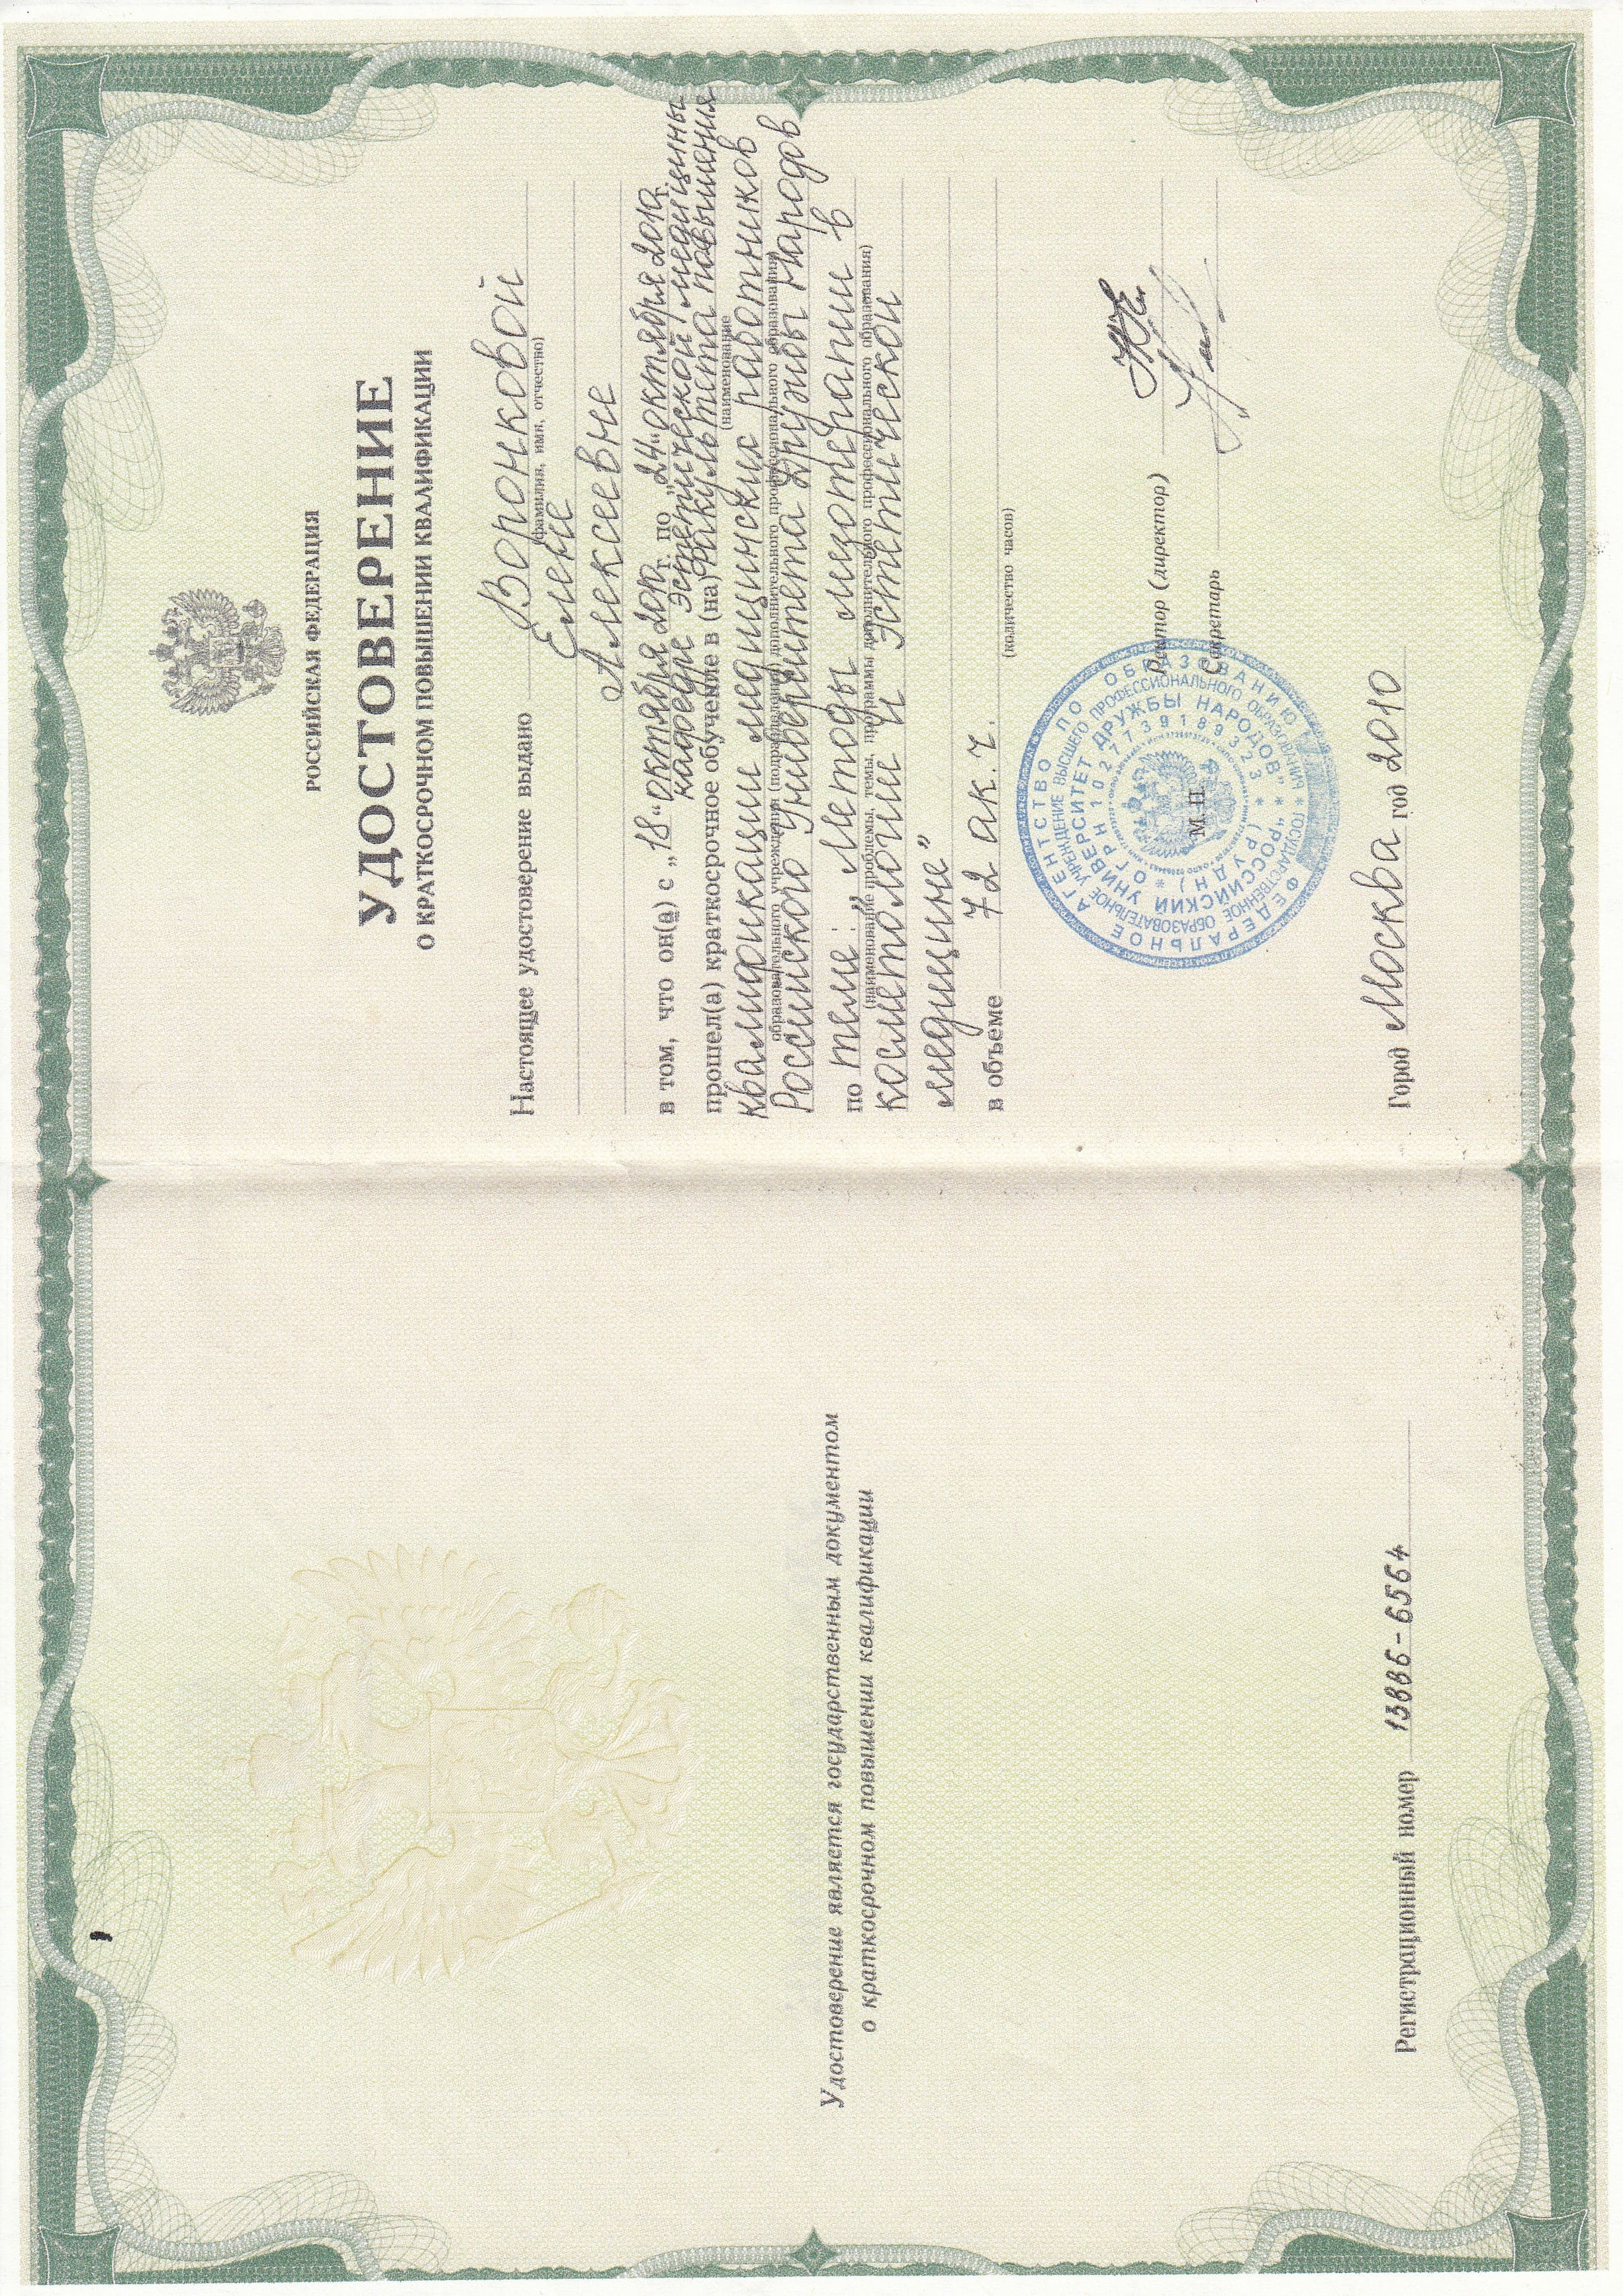 Удостоверение является государственным документом
о краткосрочном повышении квалификации
Регистрационный номер 13886-6564
РОССИЙСКАЯ ФЕДЕРАЦИЯ
УДОСТОВЕРЕНИЕ
О КРАТКОСРОЧНОМ ПОВЫШЕНИИ КВАЛИФИКАЦИИ
Настоящее удостоверение выдано Воронковой
(фамилия, имя, отчество)
Елене
Алексеевне
в том, что он(а) с „18“ октября 2010г. по „24“ октября 2010г.
кафедре Эстетической медицины
прошел(а) краткосрочное обучение в (на) Факультета повышения
(наименование
квалификации медицинских работников
образовательного учреждения (подразделения) дополнительного профессионального образования)
Российского Университета Дружбы Народов
по теме: „Методы мезотерапии в
(наименование проблемы, темы, программы дополнительного профессионального образования)
косметологии и Эстетической
медицине”
в объеме 72 ак. ч.
(количество часов)
ФЕДЕРАЛЬНОЕ АГЕНТСТВО ПО ОБРАЗОВАНИЮ
ГОСУДАРСТВЕННОЕ ОБРАЗОВАТЕЛЬНОЕ УЧРЕЖДЕНИЕ ВЫСШЕГО ПРОФЕССИОНАЛЬНОГО ОБРАЗОВАНИЯ *
"РОССИЙСКИЙ УНИВЕРСИТЕТ ДРУЖБЫ НАРОДОВ" *
(РУДН) * ОГРН 1027739189323 *
М. П.
Ректор (директор)
Секретарь
Город Москва год 2010